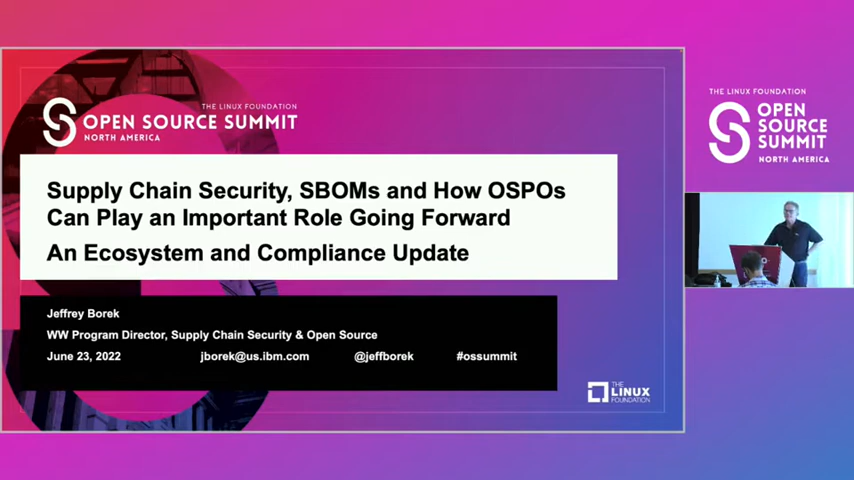 THE LINUX FOUNDATION
OPEN SOURCE SUMMIT
NORTH AMERICA
Supply Chain Security, SBOMs and How OSPOs
Can Play an Important Role Going Forward
An Ecosystem and Compliance Update
Jeffrey Borek
WW Program Director, Supply Chain Security & Open Source
June 23, 2022 jborek@us.ibm.com @jeffborek #ossummit
THE
LINUX
FOUNDATION
THE LINUX FOUNDATION
OPEN
SOURCE
SUMMIT
NORTH AMERICA